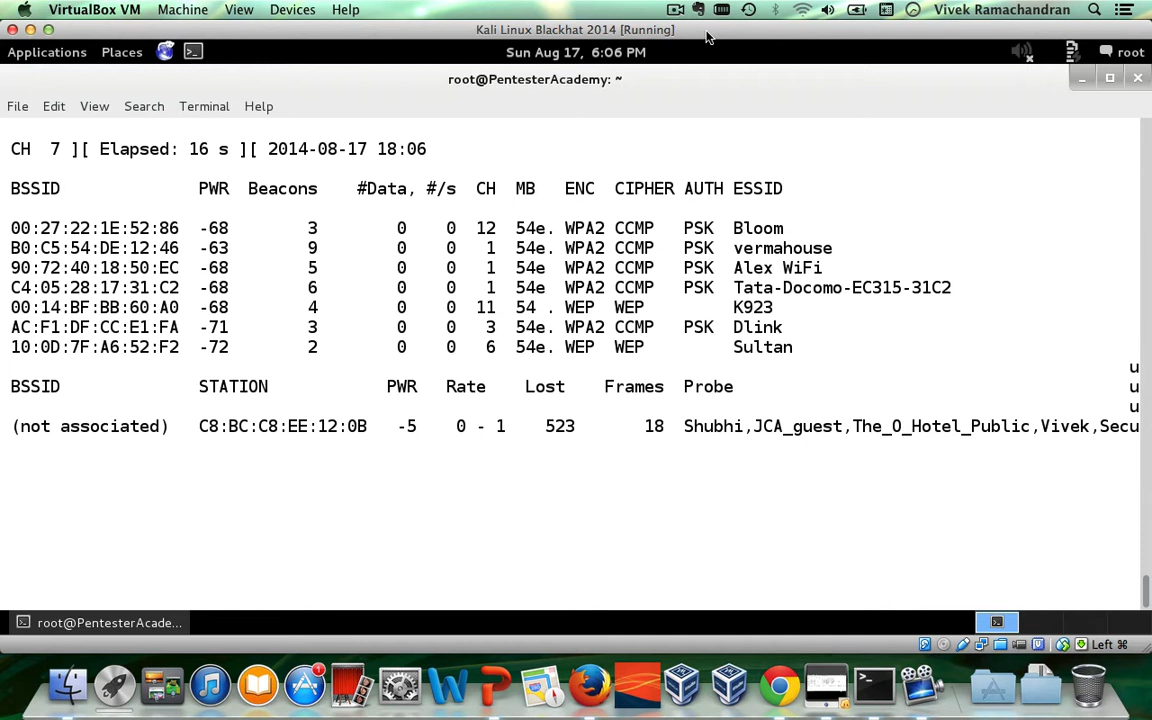 VirtualBox VM Machine View Devices Help Vivek Ramachandran
Kali Linux Blackhat 2014 [Running]
Applications Places Sun Aug 17, 6:06 PM root
root@PentesterAcademy: ~
File Edit View Search Terminal Help
CH 7 ][ Elapsed: 16 s ][ 2014-08-17 18:06
BSSID PWR Beacons #Data, #/s CH MB ENC CIPHER AUTH ESSID
00:27:22:1E:52:86 -68 3 0 0 12 54e. WPA2 CCMP PSK Bloom
B0:C5:54:DE:12:46 -63 9 0 0 1 54e. WPA2 CCMP PSK vermahouse
90:72:40:18:50:EC -68 5 0 0 1 54e WPA2 CCMP PSK Alex WiFi
C4:05:28:17:31:C2 -68 6 0 0 1 54e WPA2 CCMP PSK Tata-Docomo-EC315-31C2
00:14:BF:BB:60:A0 -68 4 0 0 11 54 . WEP WEP K923
AC:F1:DF:CC:E1:FA -71 3 0 0 3 54e. WPA2 CCMP PSK Dlink
10:0D:7F:A6:52:F2 -72 2 0 0 6 54e. WEP WEP Sultan
u
BSSID STATION PWR Rate Lost Frames Probe u
u
(not associated) C8:BC:C8:EE:12:0B -5 0 - 1 523 18 Shubhi,JCA_guest,The_O_Hotel_Public,Vivek,Secu
root@PentesterAcade...
Left ⌘